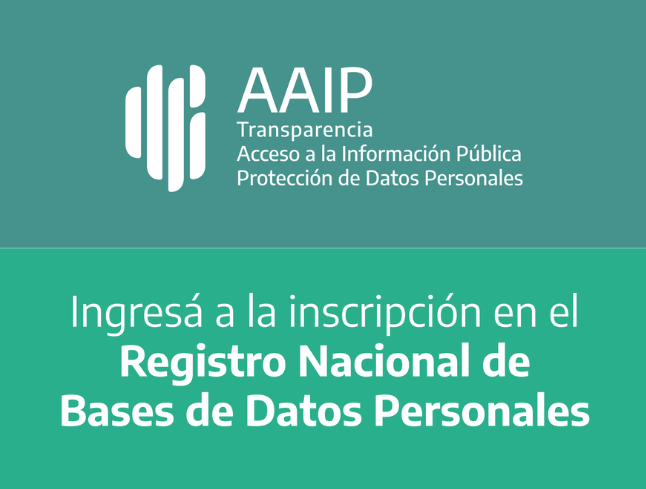 AAIP
Transparencia
Acceso a la Información Pública
Protección de Datos Personales
Ingresá a la inscripción en el
Registro Nacional de
Bases de Datos Personales